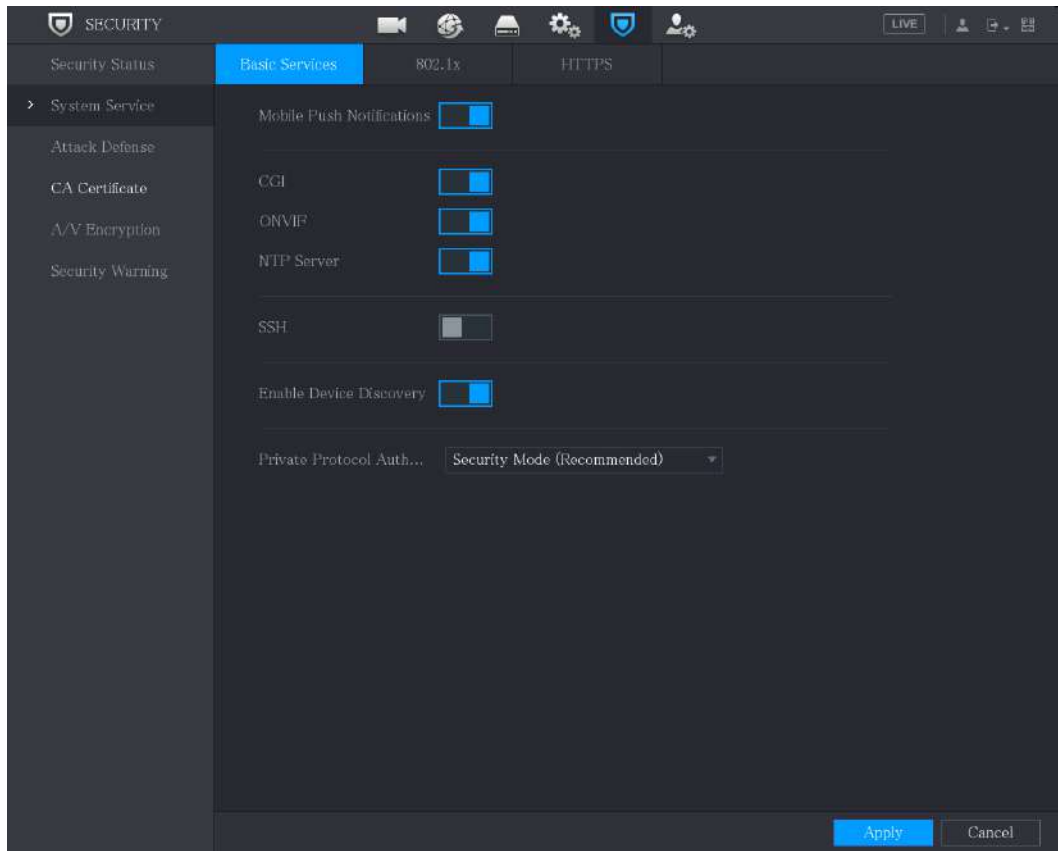 SECURITY
LIVE
Security Status
System Service
Attack Defense
CA Certificate
A/V Encryption
Security Warning
Basic Services 802.1x HTTPS
Mobile Push Notifications
CGI
ONVIF
NTP Server
SSH
Enable Device Discovery
Private Protocol Auth... Security Mode (Recommended)
Apply Cancel